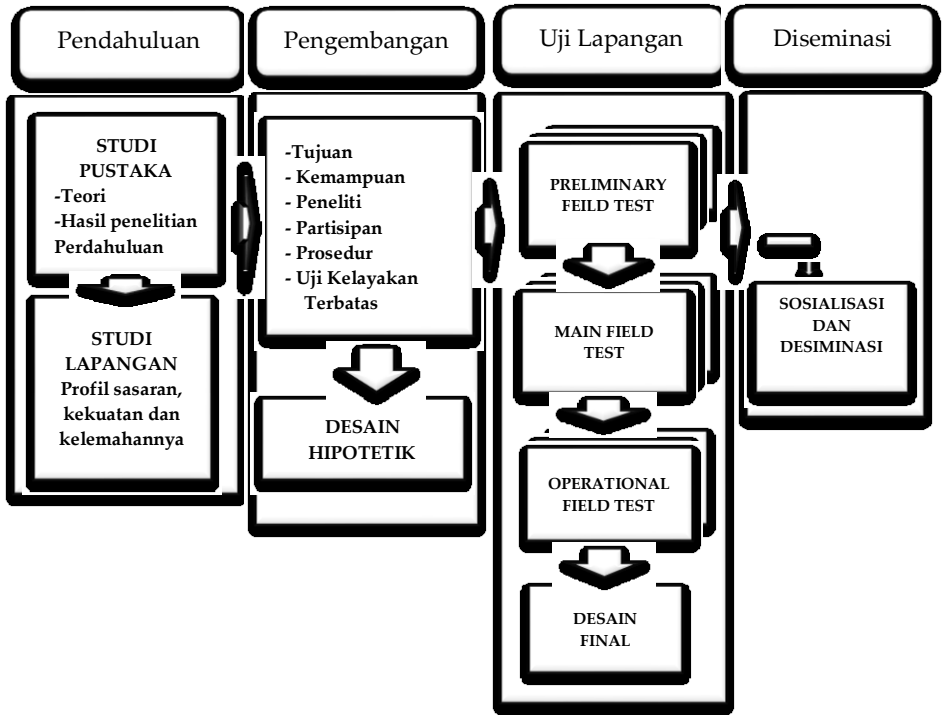 Pendahuluan
Pengembangan
Uji Lapangan
Diseminasi
STUDI
PUSTAKA
-Teori
-Hasil penelitian
Perdahuluan
STUDI
LAPANGAN
Profil sasaran,
kekuatan dan
kelemahannya
-Tujuan
- Kemampuan
- Peneliti
- Partisipan
- Prosedur
- Uji Kelayakan
Terbatas
DESAIN
HIPOTETIK
PRELIMINARY
FEILD TEST
MAIN FIELD
TEST
OPERATIONAL
FIELD TEST
DESAIN
FINAL
SOSIALISASI
DAN
DESIMINASI